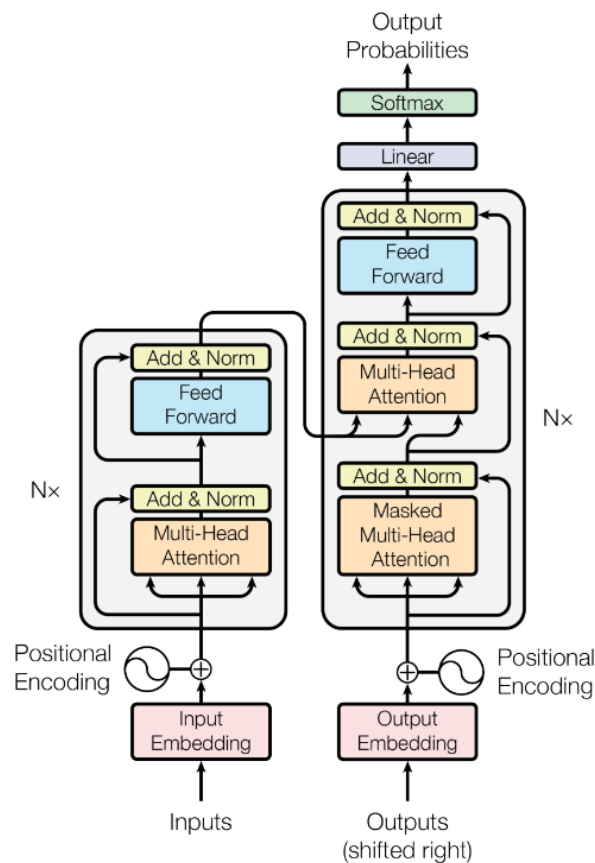 Output
Probabilities
Softmax
Linear
Add & Norm
Feed
Forward
Add & Norm
Multi-Head
Attention
Add & Norm
Masked
Multi-Head
Attention
N×
Add & Norm
Feed
Forward
Add & Norm
Multi-Head
Attention
N×
Positional
Encoding
Positional
Encoding
Input
Embedding
Output
Embedding
Inputs
Outputs
(shifted right)